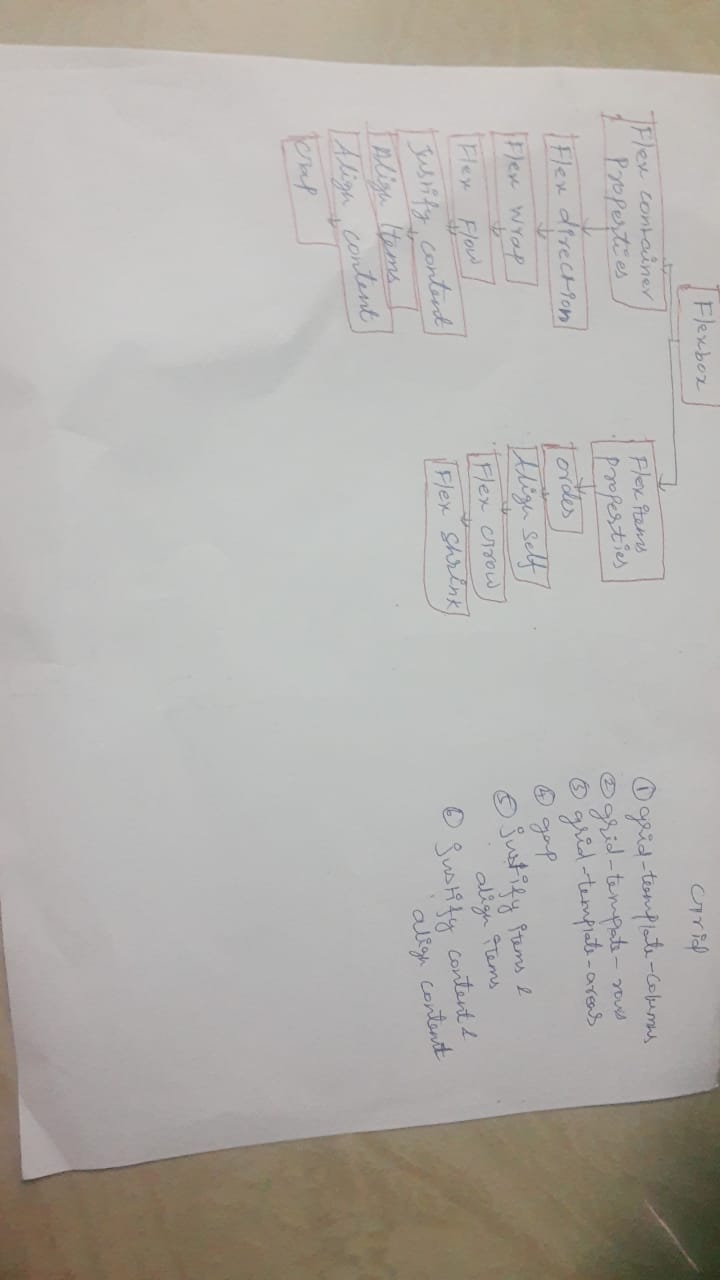 Flexbox
Flex container
properties
Flex direction
Flex wrap
Flex Flow
Justify content
Align Items
Align content
Gap
Flex items
properties
order
Align self
Flex Grow
Flex Shrink
Grid
① grid-template-columns
② grid-template-rows
③ grid-template-areas
④ gap
⑤ justify items &
align items
⑥ justify content &
align content